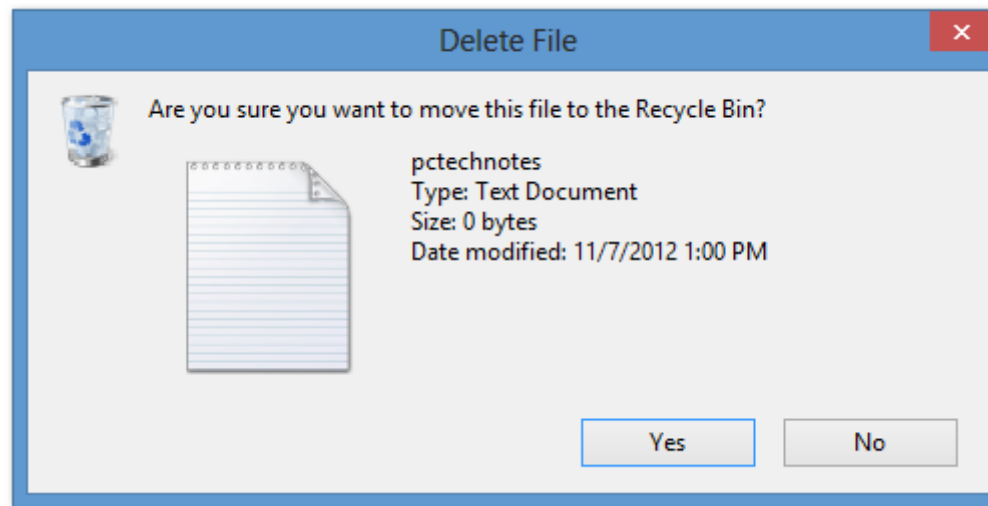 Delete File
Are you sure you want to move this file to the Recycle Bin?
pctechnotes
Type: Text Document
Size: 0 bytes
Date modified: 11/7/2012 1:00 PM
Yes
No